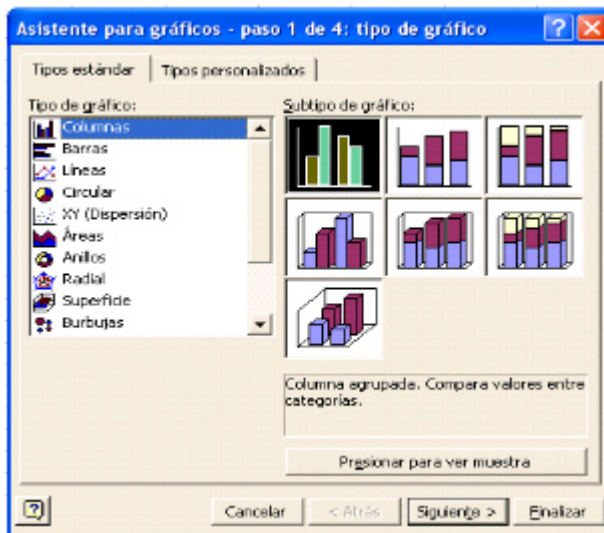 Asistente para gráficos - paso 1 de 4: tipo de gráfico
Tipos estándar
Tipos personalizados
Tipo de gráfico:
Columnas
Barras
Líneas
Circular
XY (Dispersión)
Áreas
Anillos
Radial
Superficie
Burbujas
Subtipo de gráfico:
Columna agrupada. Compara valores entre
categorías.
Presionar para ver muestra
Cancelar
< Atrás
Siguiente >
Finalizar